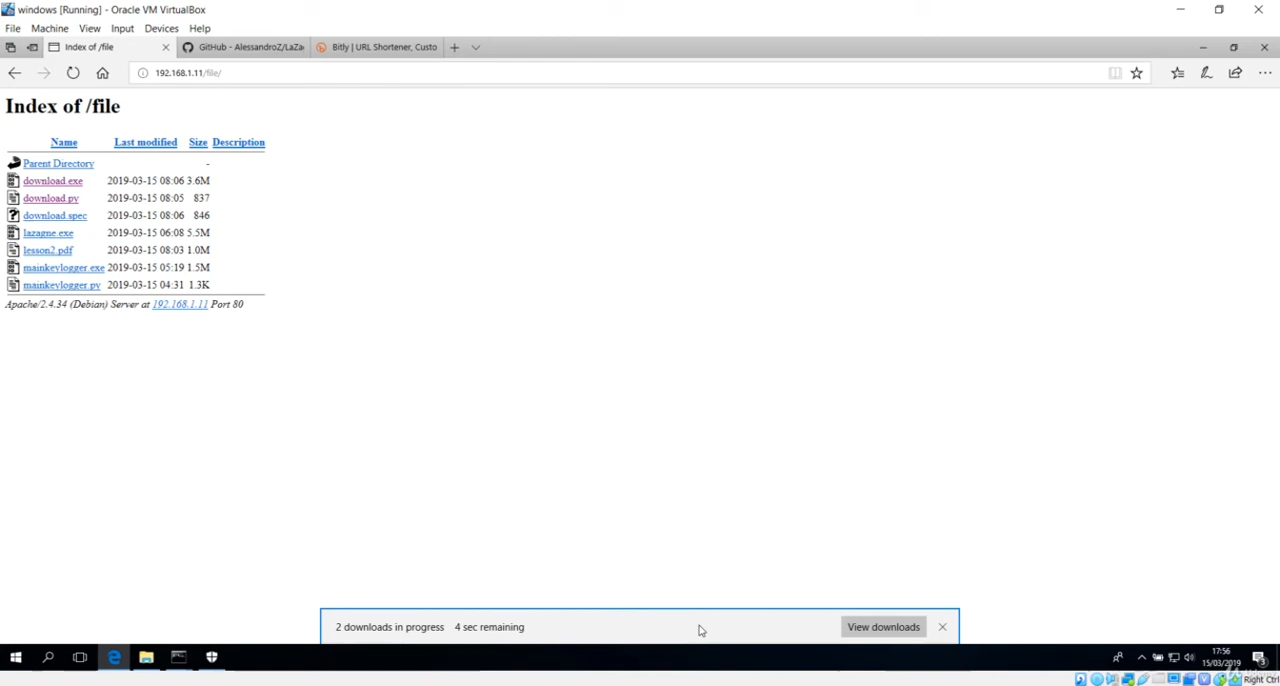 windows [Running] - Oracle VM VirtualBox
File Machine View Input Devices Help
Index of /file
GitHub - AlessandroZ/LaZa
Bitly | URL Shortener, Custo
192.168.1.11/file/
Index of /file
Name Last modified Size Description
Parent Directory -
download.exe 2019-03-15 08:06 3.6M
download.py 2019-03-15 08:05 837
download.spec 2019-03-15 08:06 846
lazagne.exe 2019-03-15 06:08 5.5M
lesson2.pdf 2019-03-15 08:03 1.0M
mainkeylogger.exe 2019-03-15 05:19 1.5M
mainkeylogger.py 2019-03-15 04:31 1.3K
Apache/2.4.34 (Debian) Server at 192.168.1.11 Port 80
2 downloads in progress 4 sec remaining View downloads
17:56
15/03/2019
3
Right Ctrl